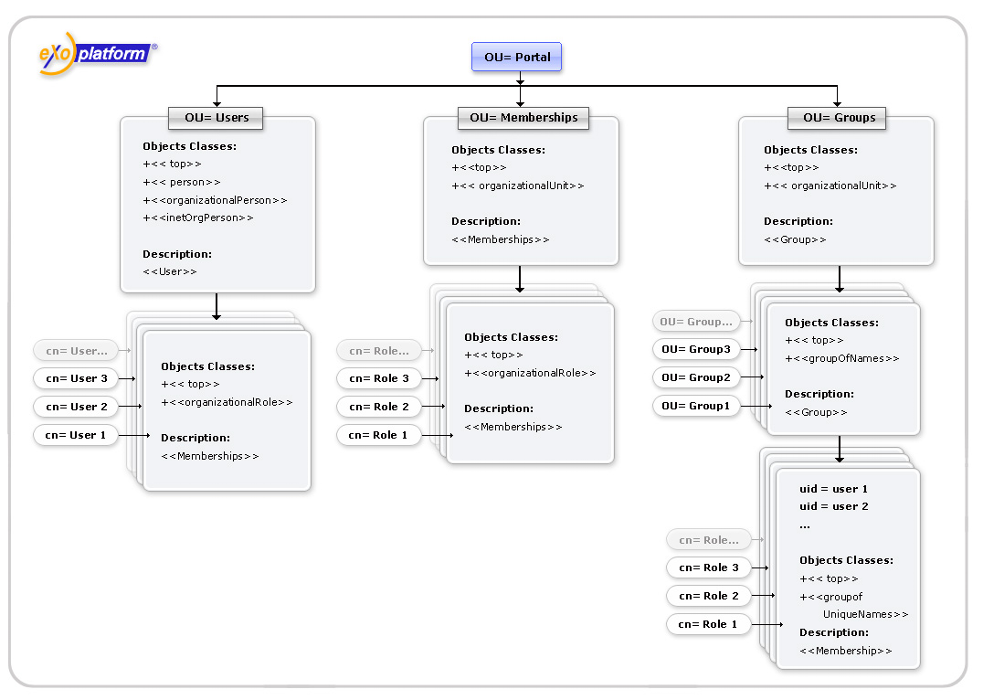 eXo platform®
OU= Portal
OU= Users
Objects Classes:
+<< top>>
+<< person>>
+<<organizationalPerson>>
+<<inetOrgPerson>>
Description:
<<User>>
OU= Memberships
Objects Classes:
+<<top>>
+<< organizationalUnit>>
Description:
<<Memberships>>
OU= Groups
Objects Classes:
+<<top>>
+<< organizationalUnit>>
Description:
<<Group>>
cn= User...
cn= User 3
cn= User 2
cn= User 1
Objects Classes:
+<< top>>
+<<organizationalRole>>
Description:
<<Memberships>>
cn= Role...
cn= Role 3
cn= Role 2
cn= Role 1
Objects Classes:
+<< top>>
+<<organizationalRole>>
Description:
<<Memberships>>
OU= Group...
OU= Group3
OU= Group2
OU= Group1
Objects Classes:
+<< top>>
+<<groupOfNames>>
Description:
<<Group>>
cn= Role...
cn= Role 3
cn= Role 2
cn= Role 1
uid = user 1
uid = user 2
...
Objects Classes:
+<< top>>
+<<groupof
UniqueNames>>
Description:
<<Membership>>